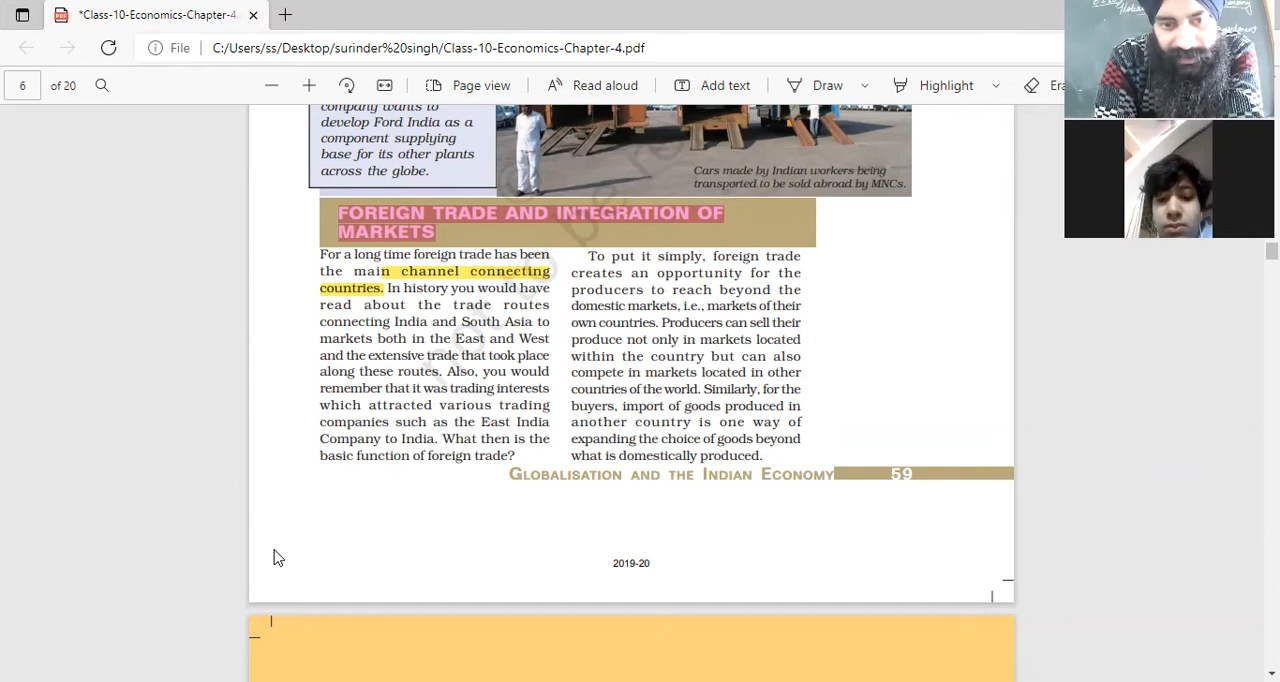 *Class-10-Economics-Chapter-4.
File
C:/Users/ss/Desktop/surinder%20singh/Class-10-Economics-Chapter-4.pdf
6 of 20
Page view
Read aloud
Add text
Draw
Highlight
Era
company wants to
develop Ford India as a
component supplying
base for its other plants
across the globe.
Cars made by Indian workers being
transported to be sold abroad by MNCs.
FOREIGN TRADE AND INTEGRATION OF
MARKETS
For a long time foreign trade has been
the main channel connecting
countries. In history you would have
read about the trade routes
connecting India and South Asia to
markets both in the East and West
and the extensive trade that took place
along these routes. Also, you would
remember that it was trading interests
which attracted various trading
companies such as the East India
Company to India. What then is the
basic function of foreign trade?
To put it simply, foreign trade
creates an opportunity for the
producers to reach beyond the
domestic markets, i.e., markets of their
own countries. Producers can sell their
produce not only in markets located
within the country but can also
compete in markets located in other
countries of the world. Similarly, for the
buyers, import of goods produced in
another country is one way of
expanding the choice of goods beyond
what is domestically produced.
GLOBALISATION AND THE INDIAN ECONOMY 59
2019-20